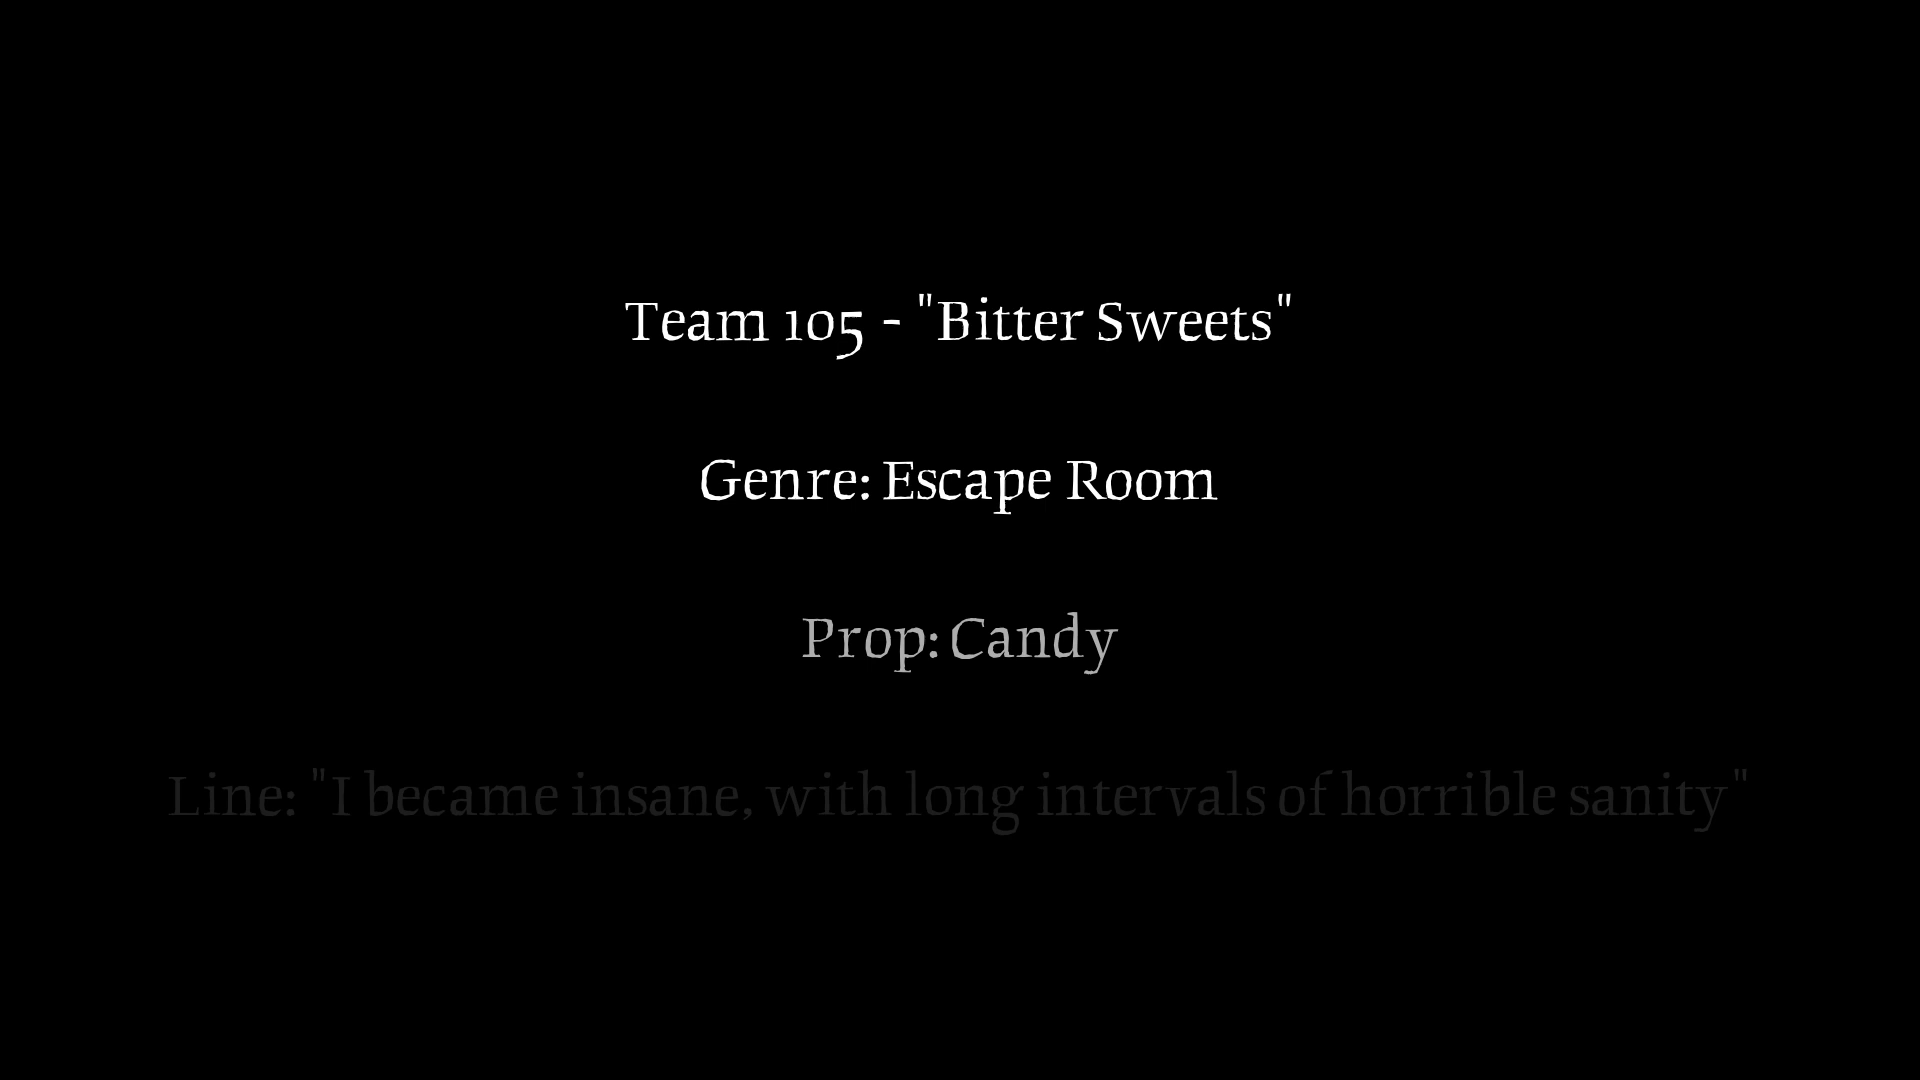 Team 105 - "Bitter Sweets"
Genre: Escape Room
Prop: Candy
Line: "I became insane, with long intervals of horrible sanity"